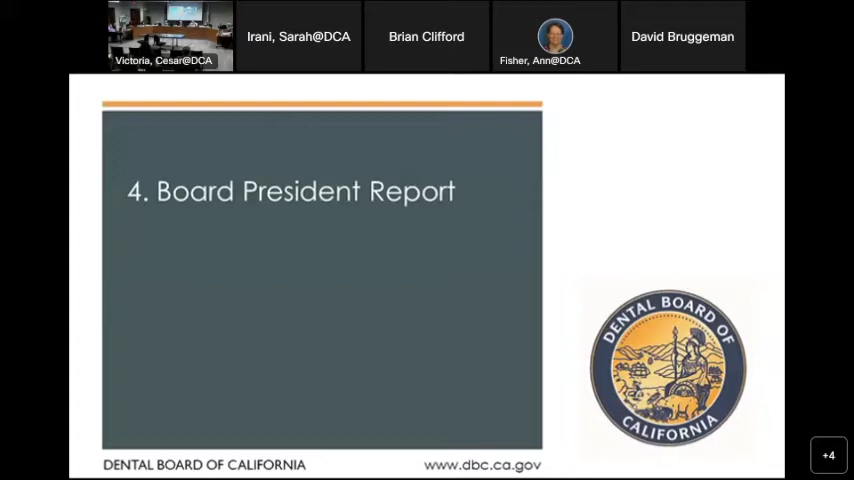 Victoria, Cesar@DCA
Irani, Sarah@DCA
Brian Clifford
Fisher, Ann@DCA
David Bruggeman
4. Board President Report
DENTAL BOARD OF
CALIFORNIA
DENTAL BOARD OF CALIFORNIA
www.dbc.ca.gov
+4